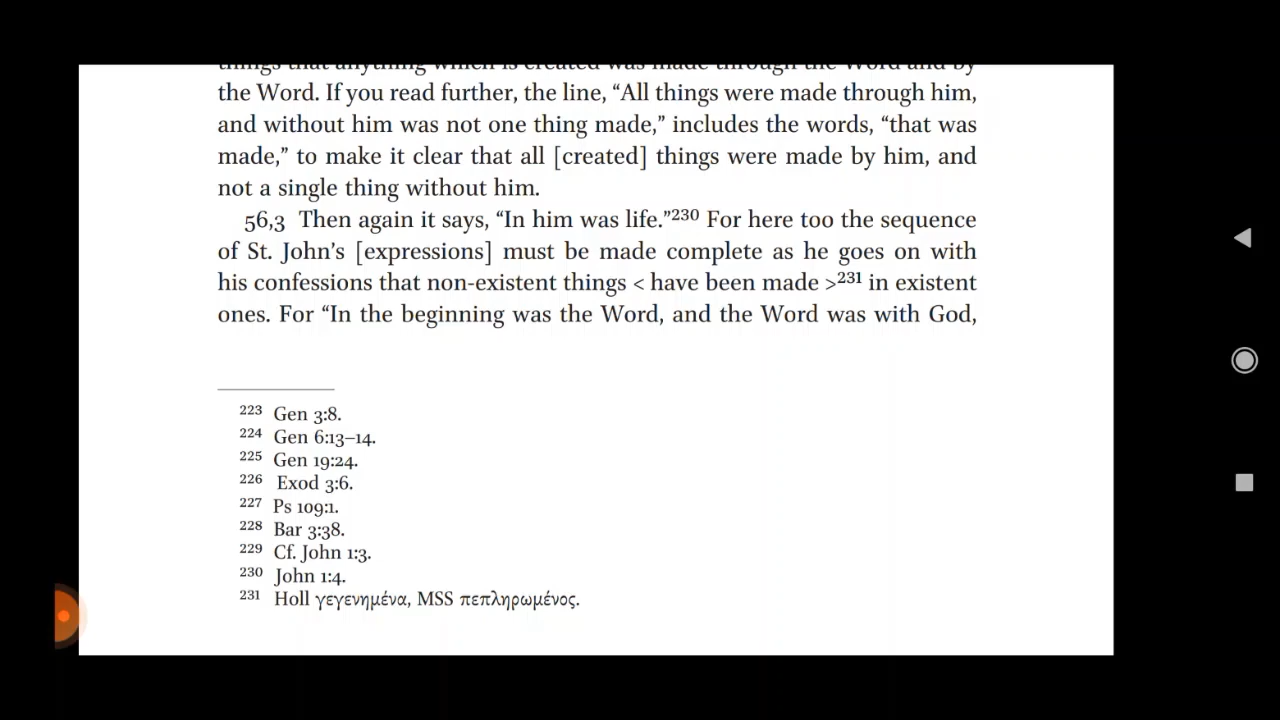 things that anything which is created was made through the Word and by
the Word. If you read further, the line, “All things were made through him,
and without him was not one thing made,” includes the words, “that was
made,” to make it clear that all [created] things were made by him, and
not a single thing without him.
56,3 Then again it says, “In him was life.”230 For here too the sequence
of St. John’s [expressions] must be made complete as he goes on with
his confessions that non-existent things < have been made >231 in existent
ones. For “In the beginning was the Word, and the Word was with God,
223 Gen 3:8.
224 Gen 6:13–14.
225 Gen 19:24.
226 Exod 3:6.
227 Ps 109:1.
228 Bar 3:38.
229 Cf. John 1:3.
230 John 1:4.
231 Holl γεγενημένα, MSS πεπληρωμένος.